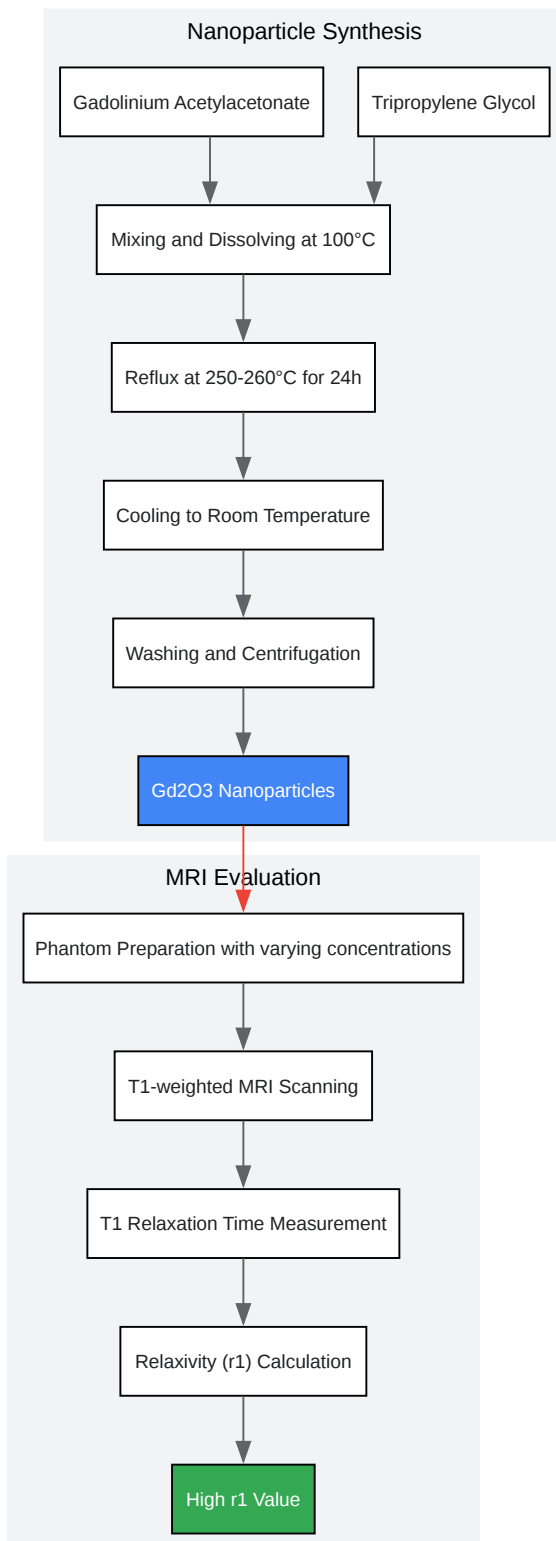 Nanoparticle Synthesis
Gadolinium Acetylacetonate
Tripropylene Glycol
Mixing and Dissolving at 100°C
Reflux at 250-260°C for 24h
Cooling to Room Temperature
Washing and Centrifugation
Gd2O3 Nanoparticles
MRI Evaluation
Phantom Preparation with varying concentrations
T1-weighted MRI Scanning
T1 Relaxation Time Measurement
Relaxivity (r1) Calculation
High r1 Value